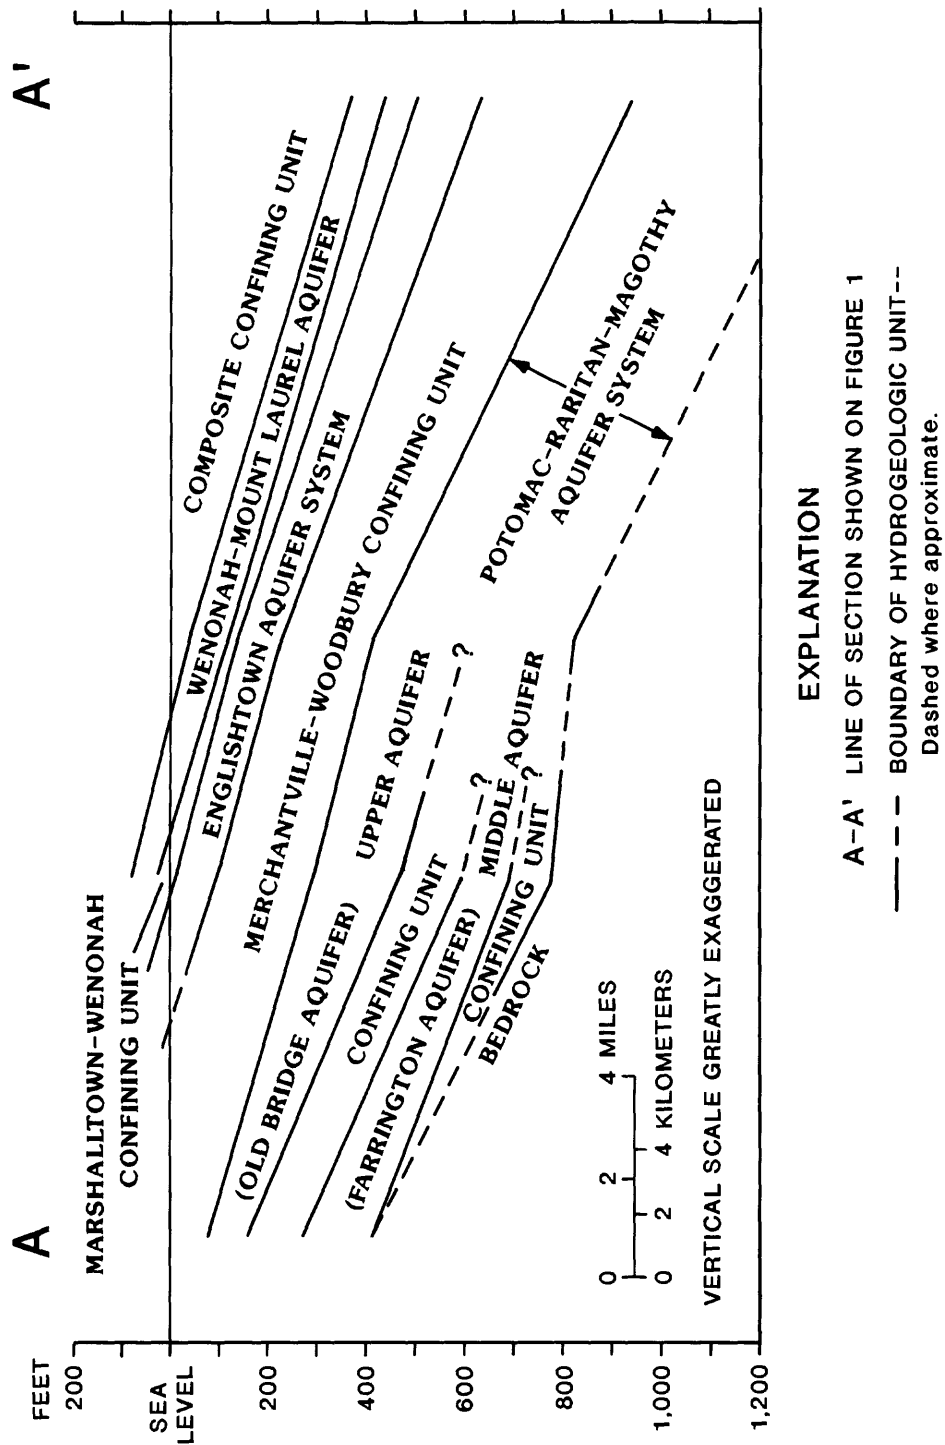 A
A'
FEET
200
SEA
LEVEL
200
400
600
800
1,000
1,200
MARSHALLTOWN-WENONAH
CONFINING UNIT
COMPOSITE CONFINING UNIT
WENONAH-MOUNT LAUREL AQUIFER
ENGLISHTOWN AQUIFER SYSTEM
MERCHANTVILLE-WOODBURY CONFINING UNIT
(OLD BRIDGE AQUIFER) UPPER AQUIFER
?
CONFINING UNIT
?
(FARRINGTON AQUIFER) MIDDLE AQUIFER
?
CONFINING UNIT
BEDROCK
POTOMAC-RARITAN-MAGOTHY
AQUIFER SYSTEM
0 2 4 MILES
0 2 4 KILOMETERS
VERTICAL SCALE GREATLY EXAGGERATED
EXPLANATION
A-A' LINE OF SECTION SHOWN ON FIGURE 1
BOUNDARY OF HYDROGEOLOGIC UNIT--
Dashed where approximate.